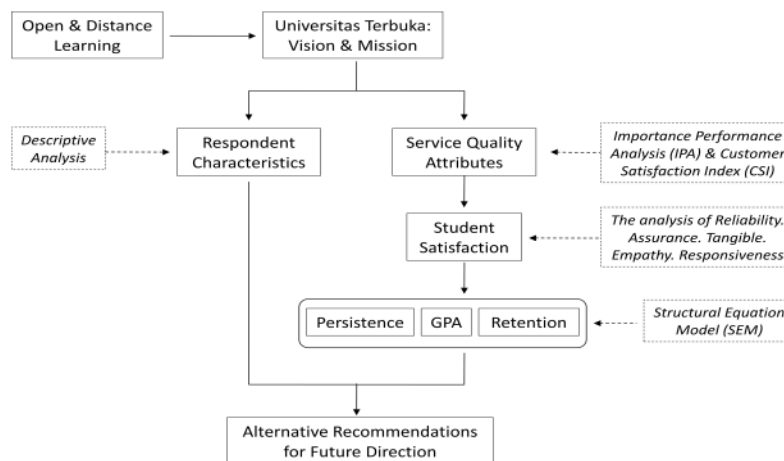 Open & Distance
Learning
Universitas Terbuka:
Vision & Mission
Descriptive
Analysis
Respondent
Characteristics
Service Quality
Attributes
Importance Performance
Analysis (IPA) & Customer
Satisfaction Index (CSI)
Student
Satisfaction
The analysis of Reliability.
Assurance. Tangible.
Empathy. Responsiveness
Persistence
GPA
Retention
Structural Equation
Model (SEM)
Alternative Recommendations
for Future Direction